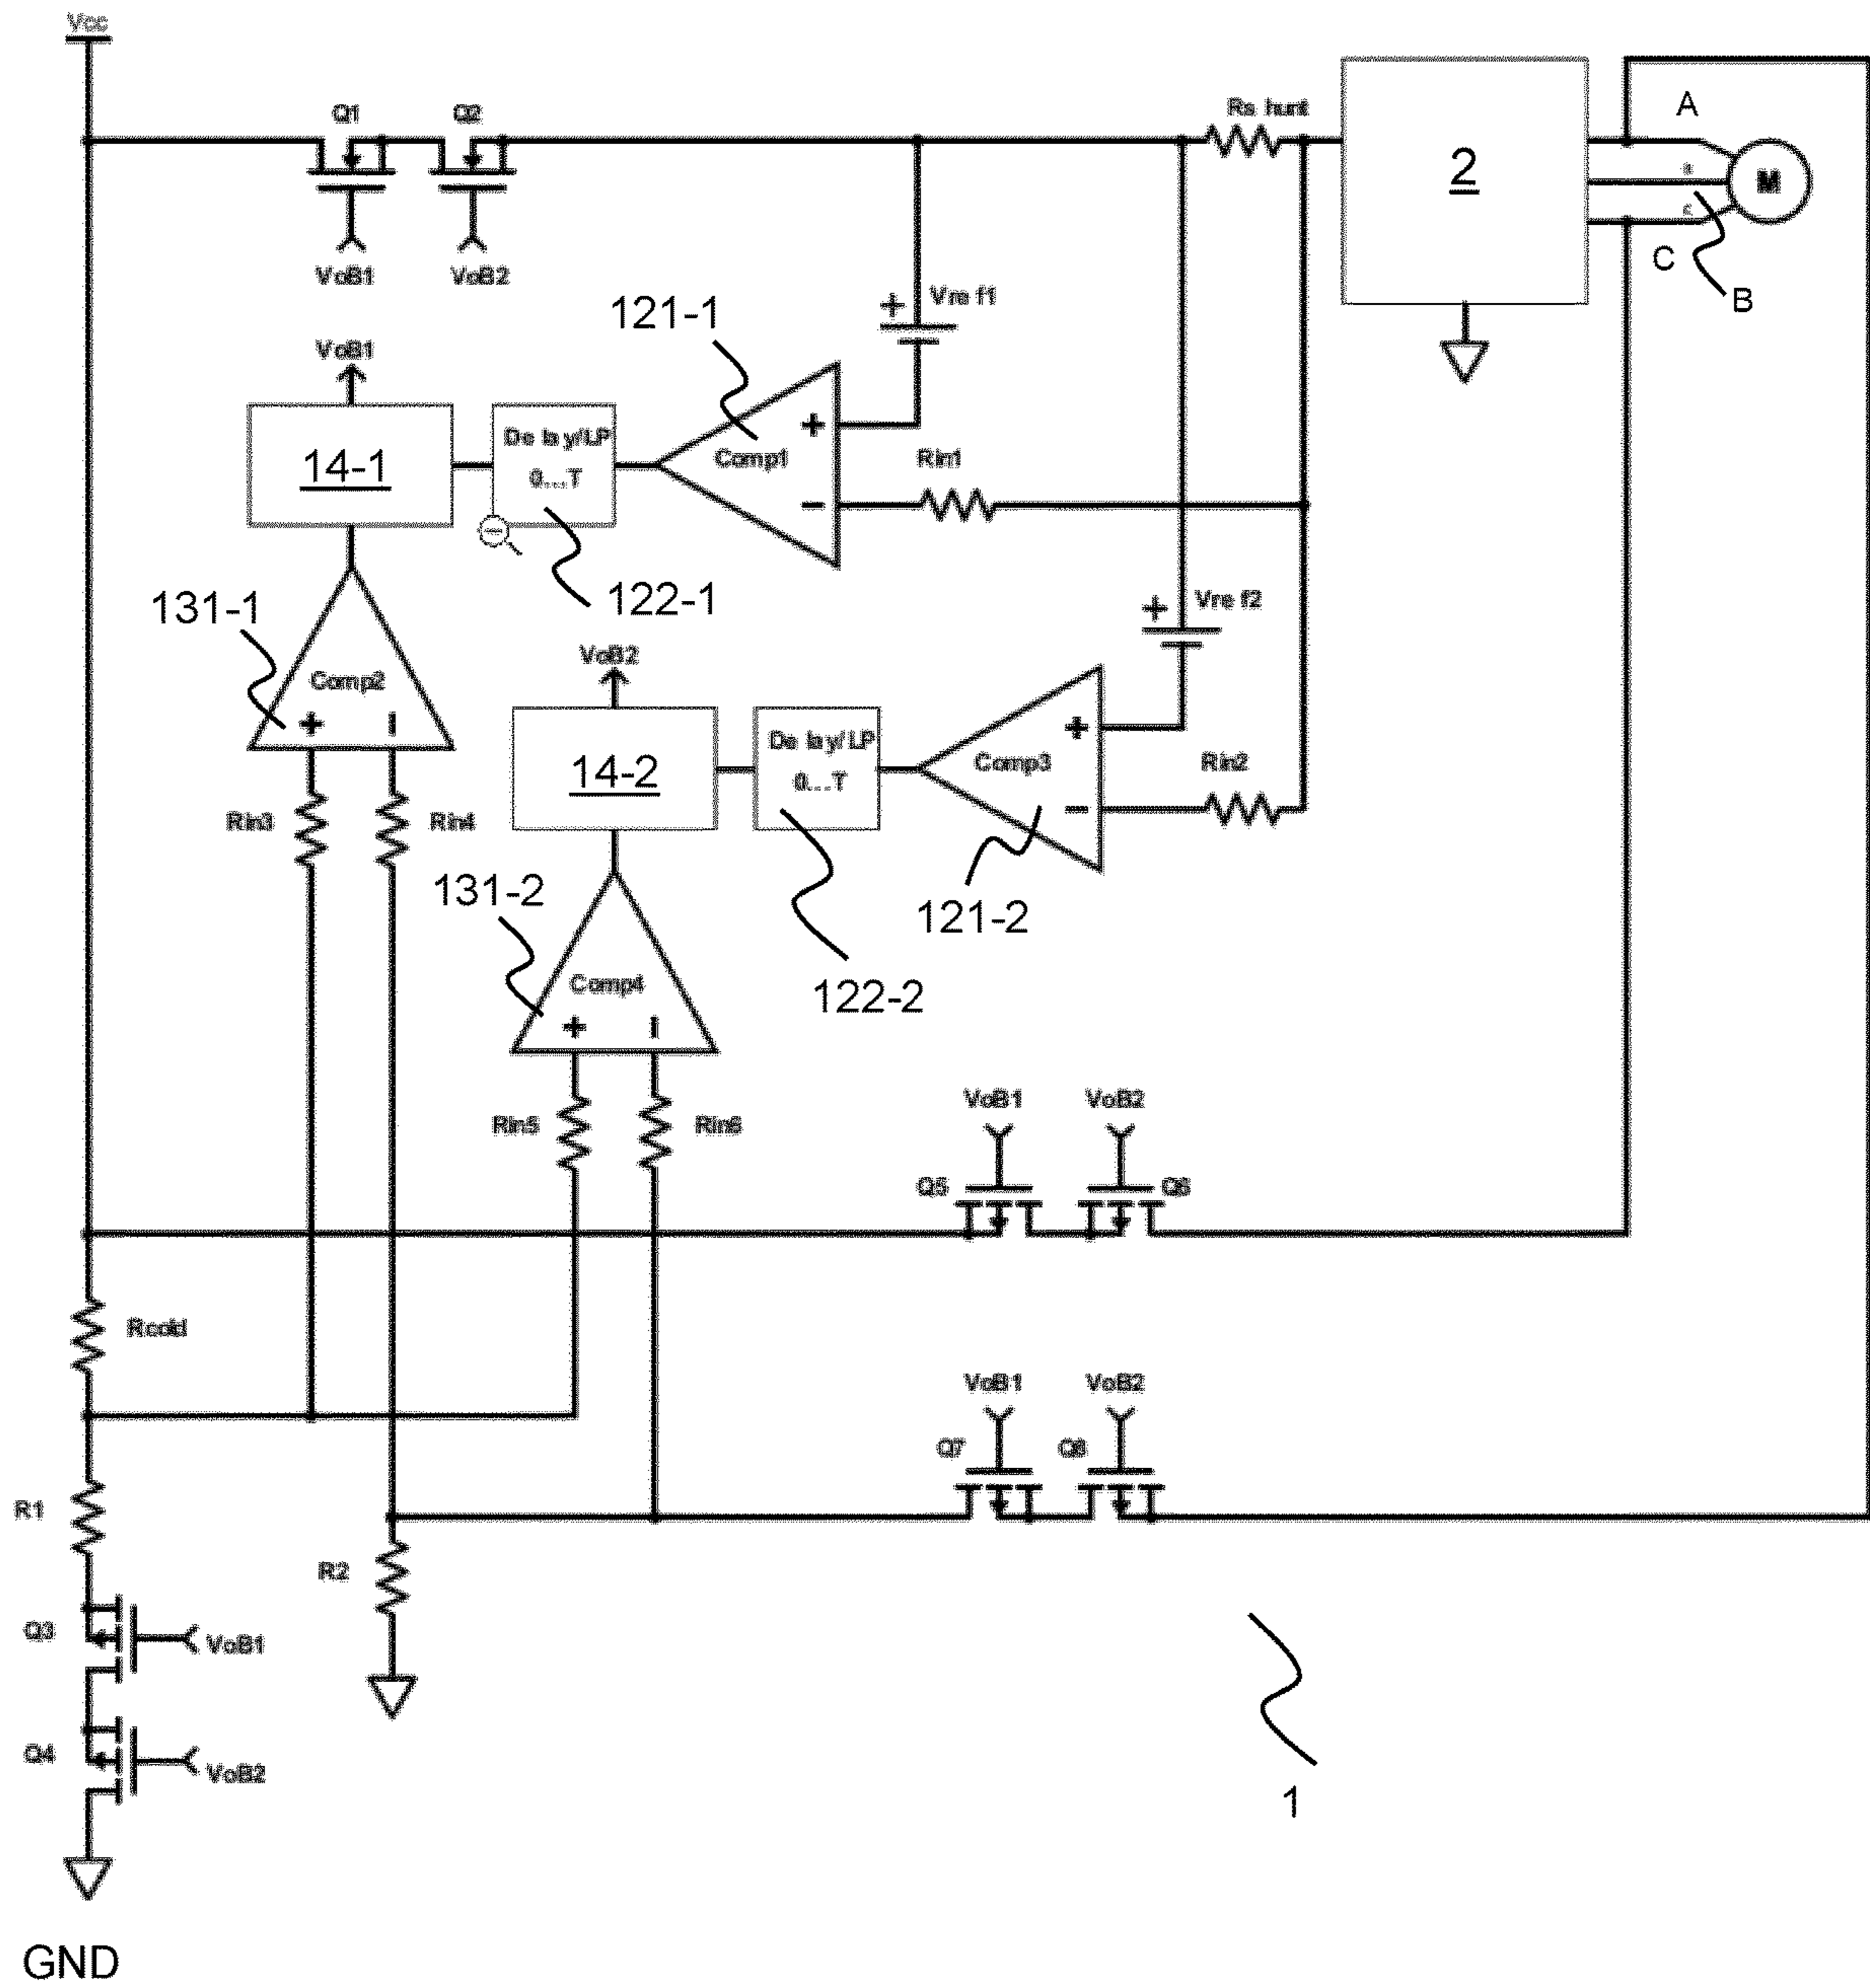 Vcc
Q1
Q2
Rs hunt
A
2
B
M
C
C
B
VoB1
VoB2
Vre f1
+
121-1
VoB1
14-1
De lay/LP
0...T
Comp1
+
−
Rin1
131-1
122-1
Vre f2
+
Comp2
+
−
VoB2
14-2
De lay/LP
0...T
Comp3
+
−
Rin2
Rin3
Rin4
131-2
121-2
122-2
Comp4
+
−
Rin5
Rin6
VoB1
VoB2
Q5
Q6
Rcold
VoB1
VoB2
Q7
Q8
R1
R2
Q3
VoB1
Q4
VoB2
1
GND